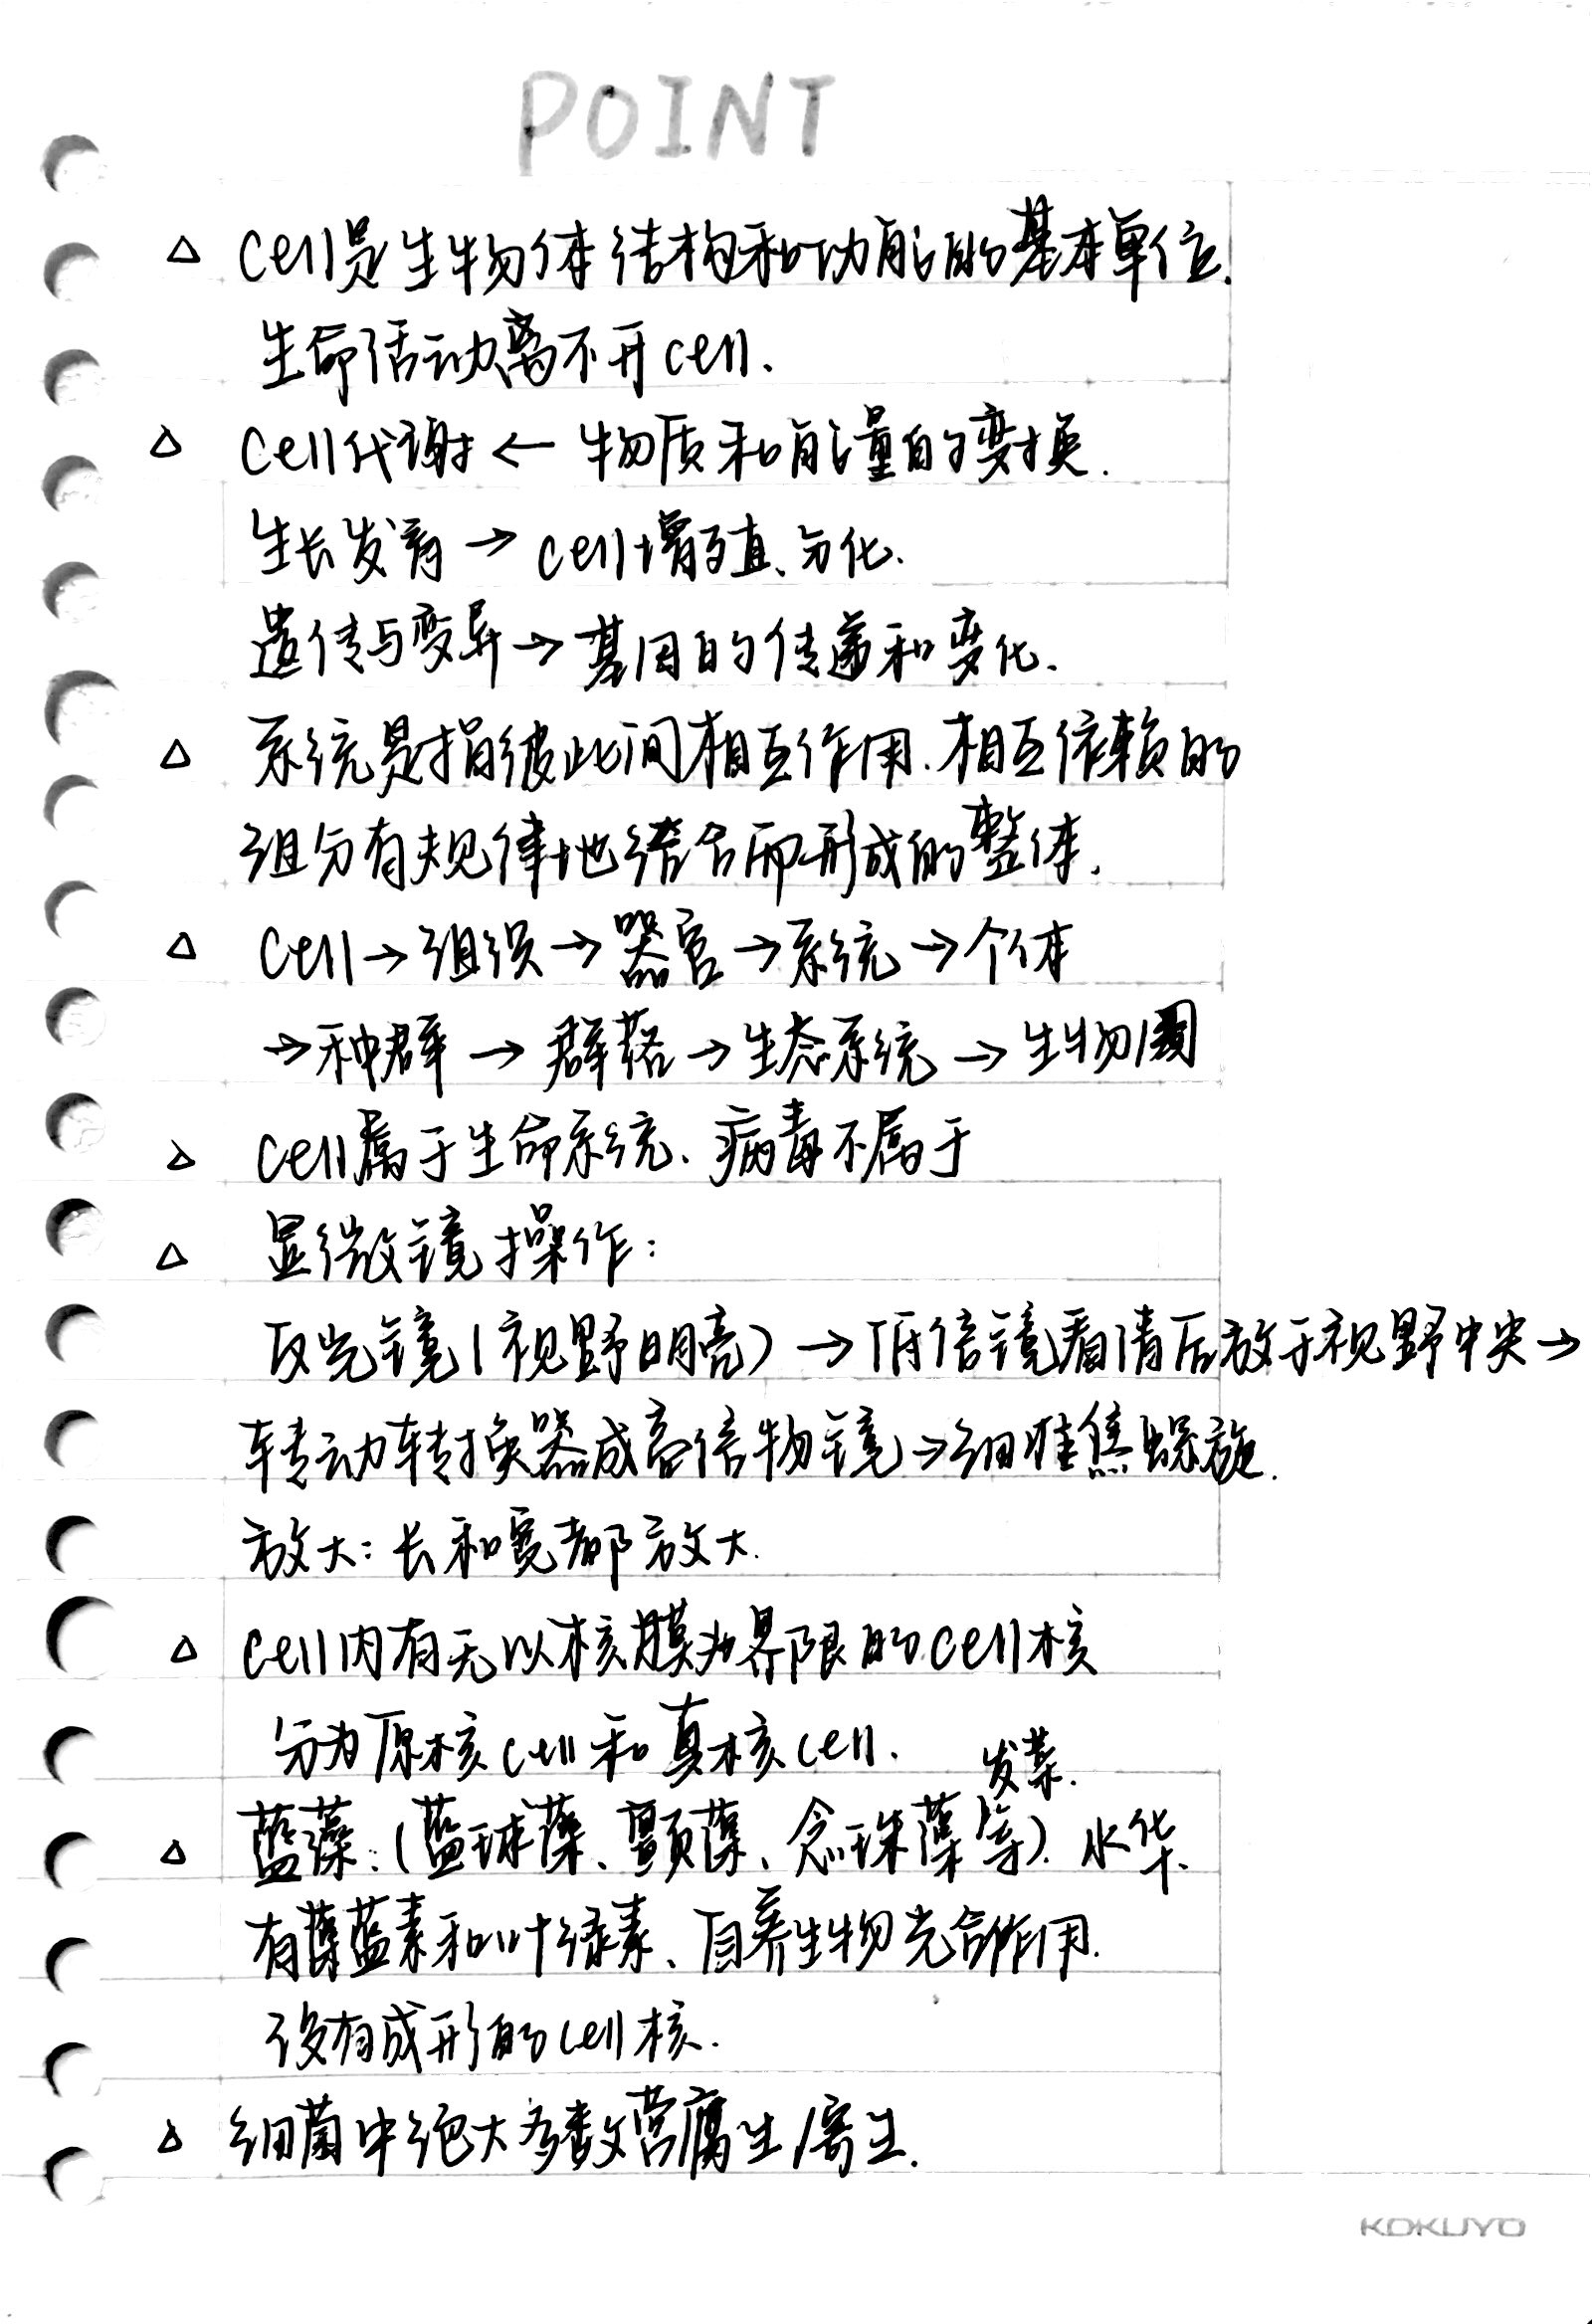 POINT
△ cell是生物体结构和功能的基本单位.
生命活动离不开cell.
△ cell代谢 ← 物质和能量的变换.
生长发育 → cell增殖、分化.
遗传与变异 → 基因的传递和变化.
△ 系统是指彼此间相互作用.相互依赖的
组分有规律地结合而形成的整体.
△ cell → 组织 → 器官 → 系统 → 个体
→ 种群 → 群落 → 生态系统 → 生物圈
△ cell属于生命系统、病毒不属于
△ 显微镜操作:
反光镜(视野明亮) → 低倍镜看清后放于视野中央 →
转动转换器成高倍物镜 → 细准焦螺旋.
放大: 长和宽都放大.
△ cell内有无以核膜为界限的cell核
分为原核cell和真核cell.
发菜.
△ 蓝藻:(蓝球藻、颤藻、念珠藻等). 水华.
有藻蓝素和叶绿素、自养生物光合作用.
没有成形的cell核.
△ 细菌中绝大多数营腐生/寄生.
KOKUYO